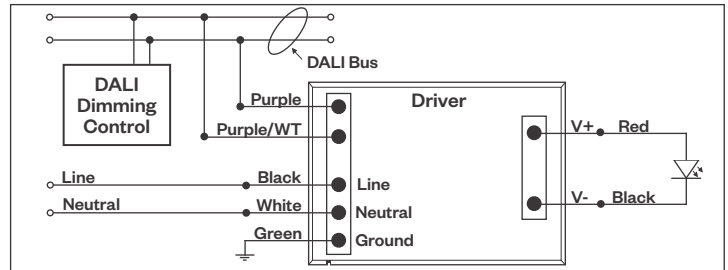 DALI Bus
DALI
Dimming
Control
Driver
Purple
Purple/WT
V+ Red
Line Black Line
Neutral White Neutral
V- Black
Green Ground